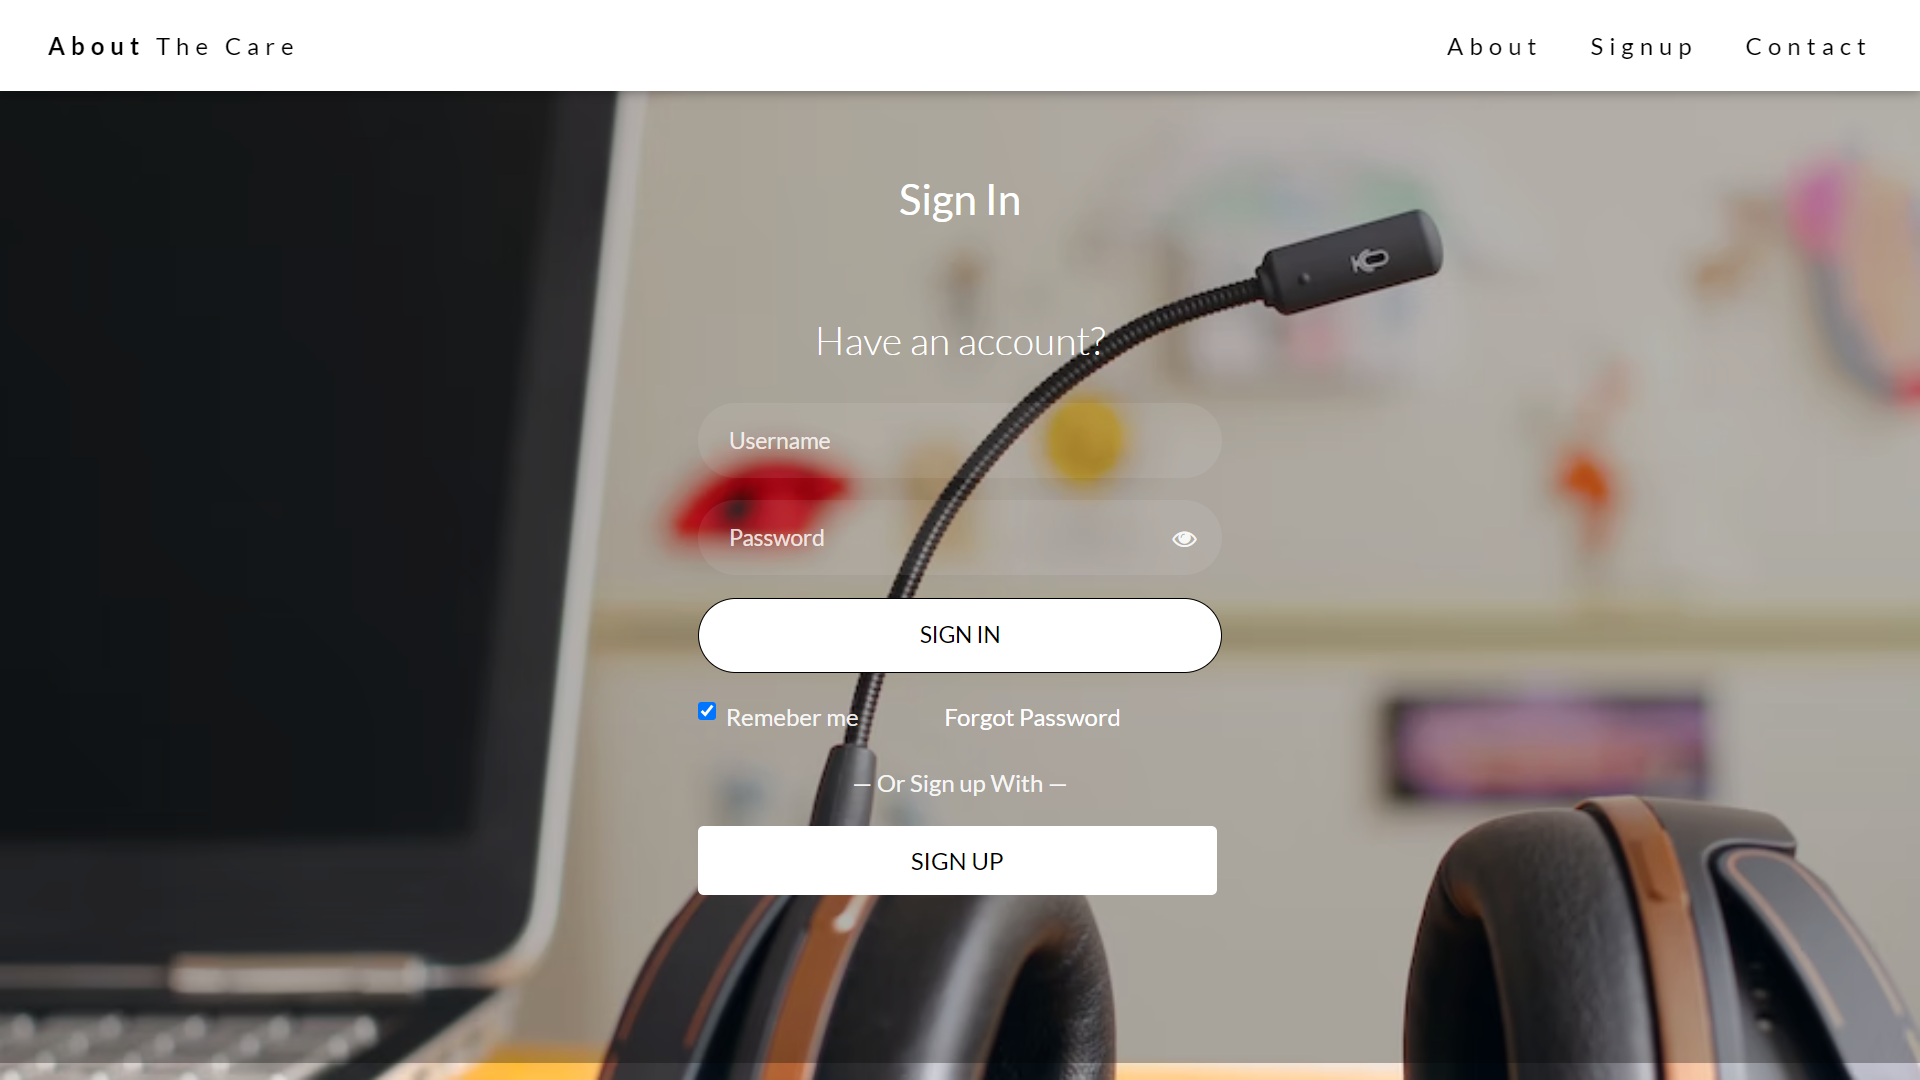 About The Care
About Signup Contact
Sign In
Have an account?
Username
Password
SIGN IN
Remeber me
Forgot Password
— Or Sign up With —
SIGN UP